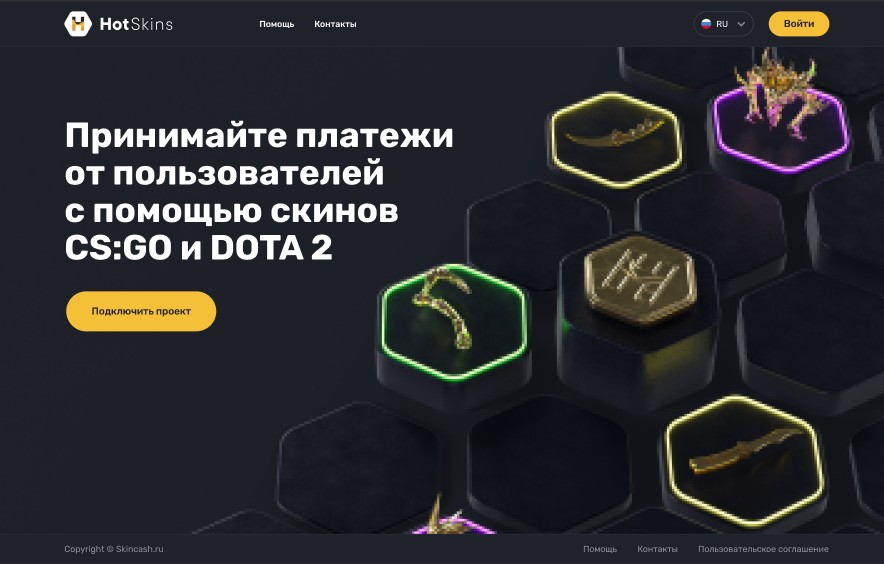 HotSkins
Помощь
Контакты
RU
Войти
Принимайте платежи
от пользователей
с помощью скинов
CS:GO и DOTA 2
Подключить проект
Copyright © Skincash.ru
Помощь
Контакты
Пользовательское соглашение